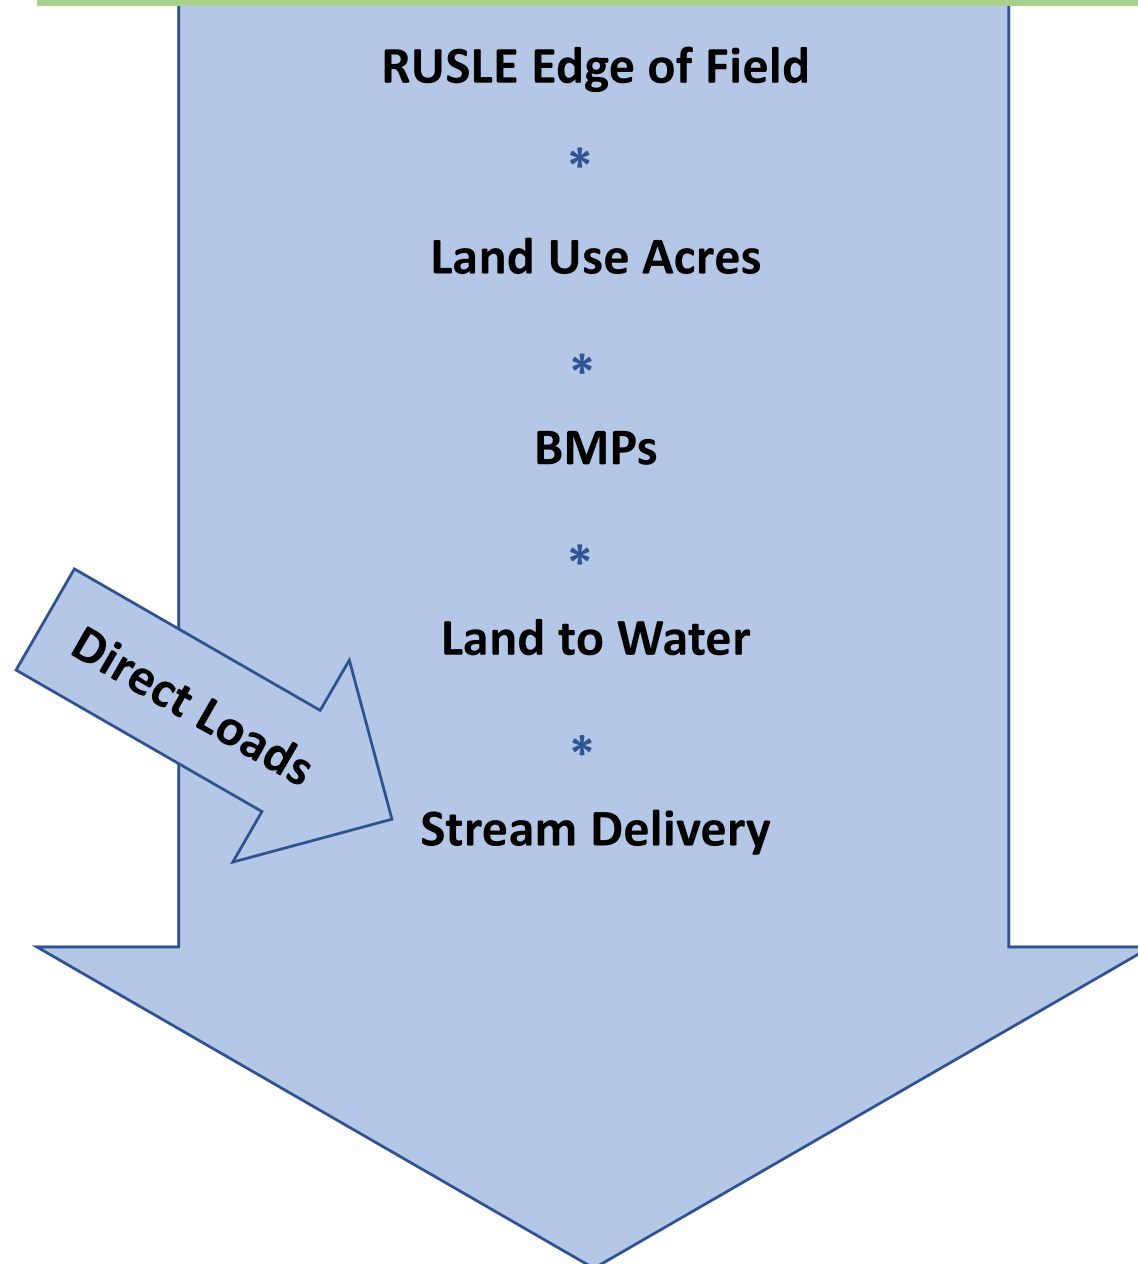 RUSLE Edge of Field
*
Land Use Acres
*
BMPs
*
Land to Water
*
Direct Loads
Stream Delivery